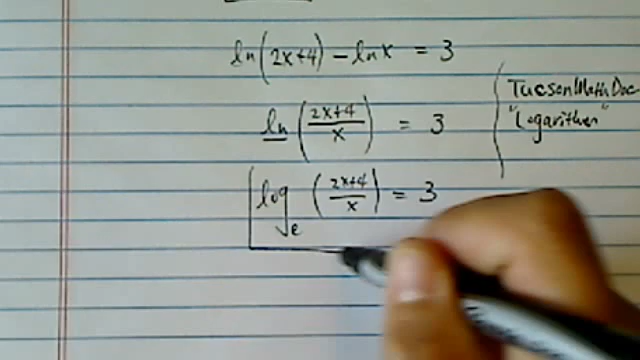 ln(2x+4) - ln x = 3
ln((2x+4)/x) = 3
log_e((2x+4)/x) = 3
TucsonMathDoc
"Logarithm"